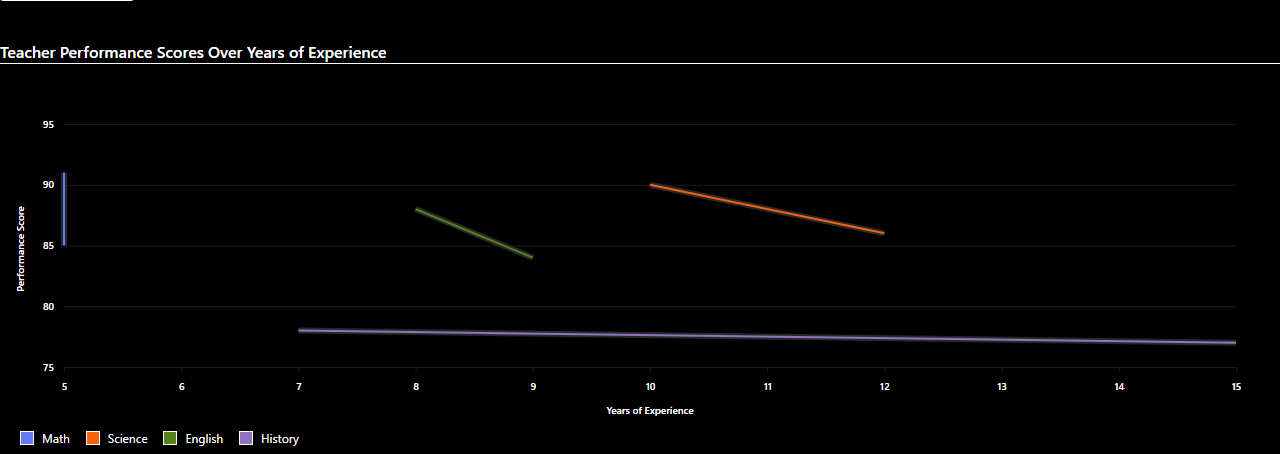 Teacher Performance Scores Over Years of Experience
95
90
85
80
75
Performance Score
5 6 7 8 9 10 11 12 13 14 15
Years of Experience
Math Science English History